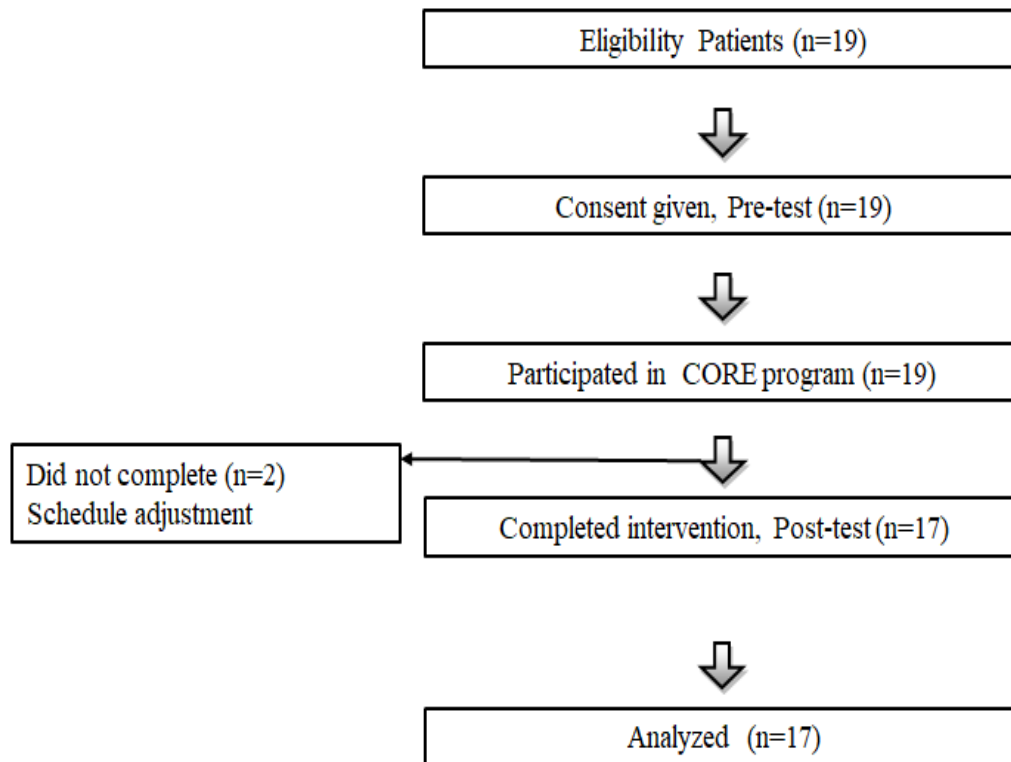 Eligibility Patients (n=19)
Consent given, Pre-test (n=19)
Participated in CORE program (n=19)
Did not complete (n=2)
Schedule adjustment
Completed intervention, Post-test (n=17)
Analyzed (n=17)